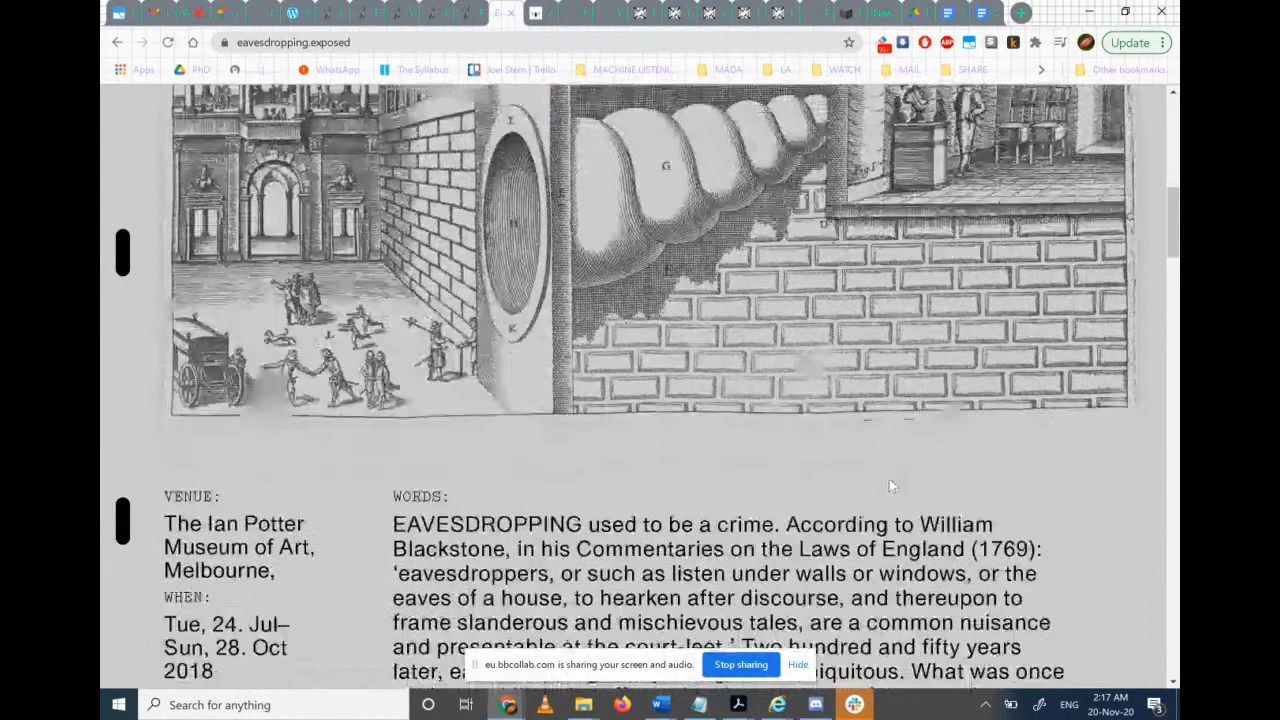 eavesdropping.exposed
Update
Apps
PhD
WhatsApp
The Syllabus
Joel Stern | Trello
MACHINE LISTENI...
MADA
LA
WATCH
MAIL
SHARE
Other bookmarks
G
H
VENUE:
The Ian Potter
Museum of Art,
Melbourne,
WHEN:
Tue, 24. Jul–
Sun, 28. Oct
2018
WORDS:
EAVESDROPPING used to be a crime. According to William
Blackstone, in his Commentaries on the Laws of England (1769):
‘eavesdroppers, or such as listen under walls or windows, or the
eaves of a house, to hearken after discourse, and thereupon to
frame slanderous and mischievous tales, are a common nuisance
and presentable at the court-leet.’ Two hundred and fifty years
later, What was once
eu.bbcollab.com is sharing your screen and audio.
Stop sharing
Hide
Search for anything
ENG
2:17 AM
20-Nov-20